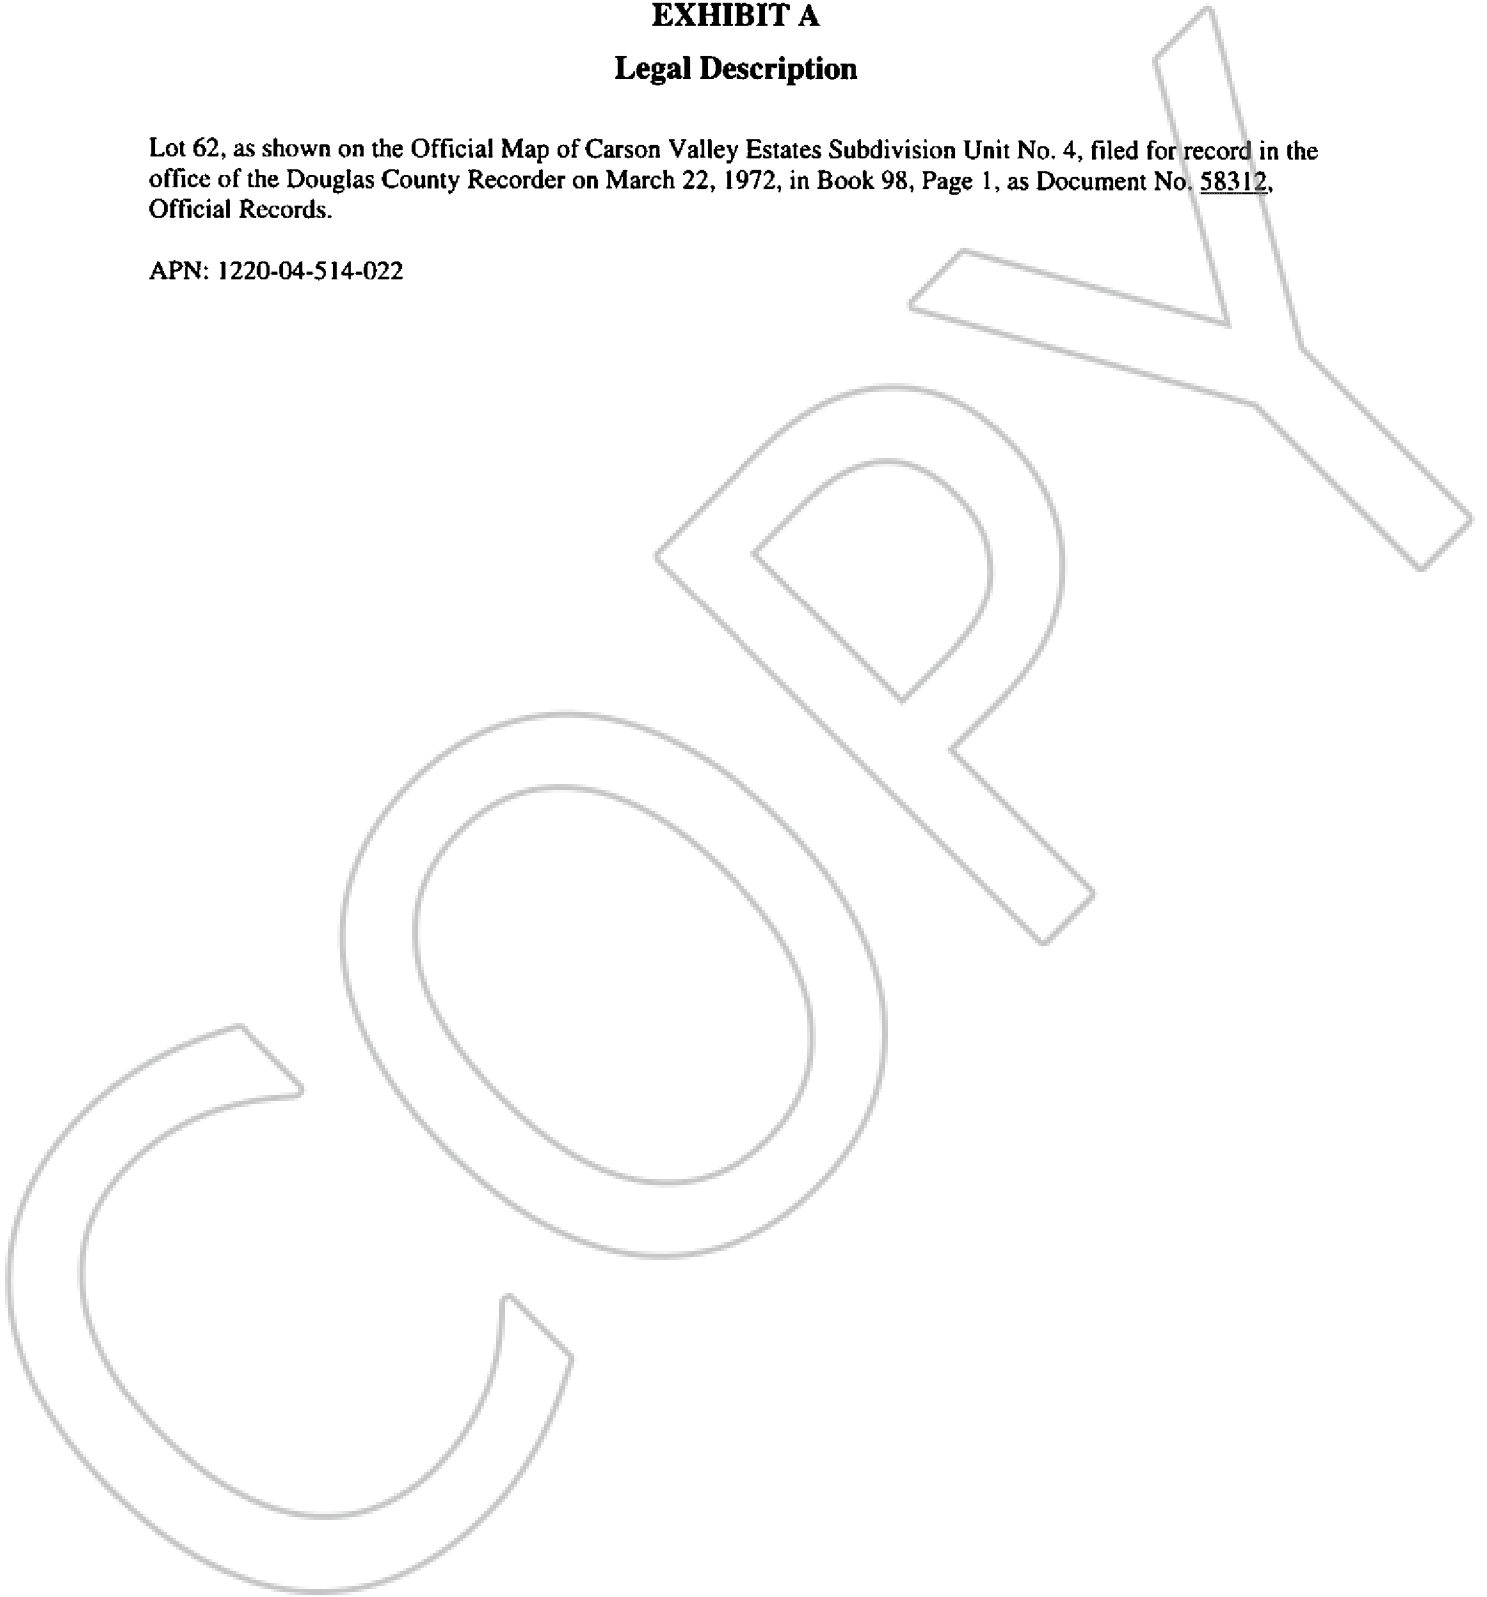 EXHIBIT A
Legal Description
Lot 62, as shown on the Official Map of Carson Valley Estates Subdivision Unit No. 4, filed for record in the
office of the Douglas County Recorder on March 22, 1972, in Book 98, Page 1, as Document No. 58312,
Official Records.
APN: 1220-04-514-022
COPY